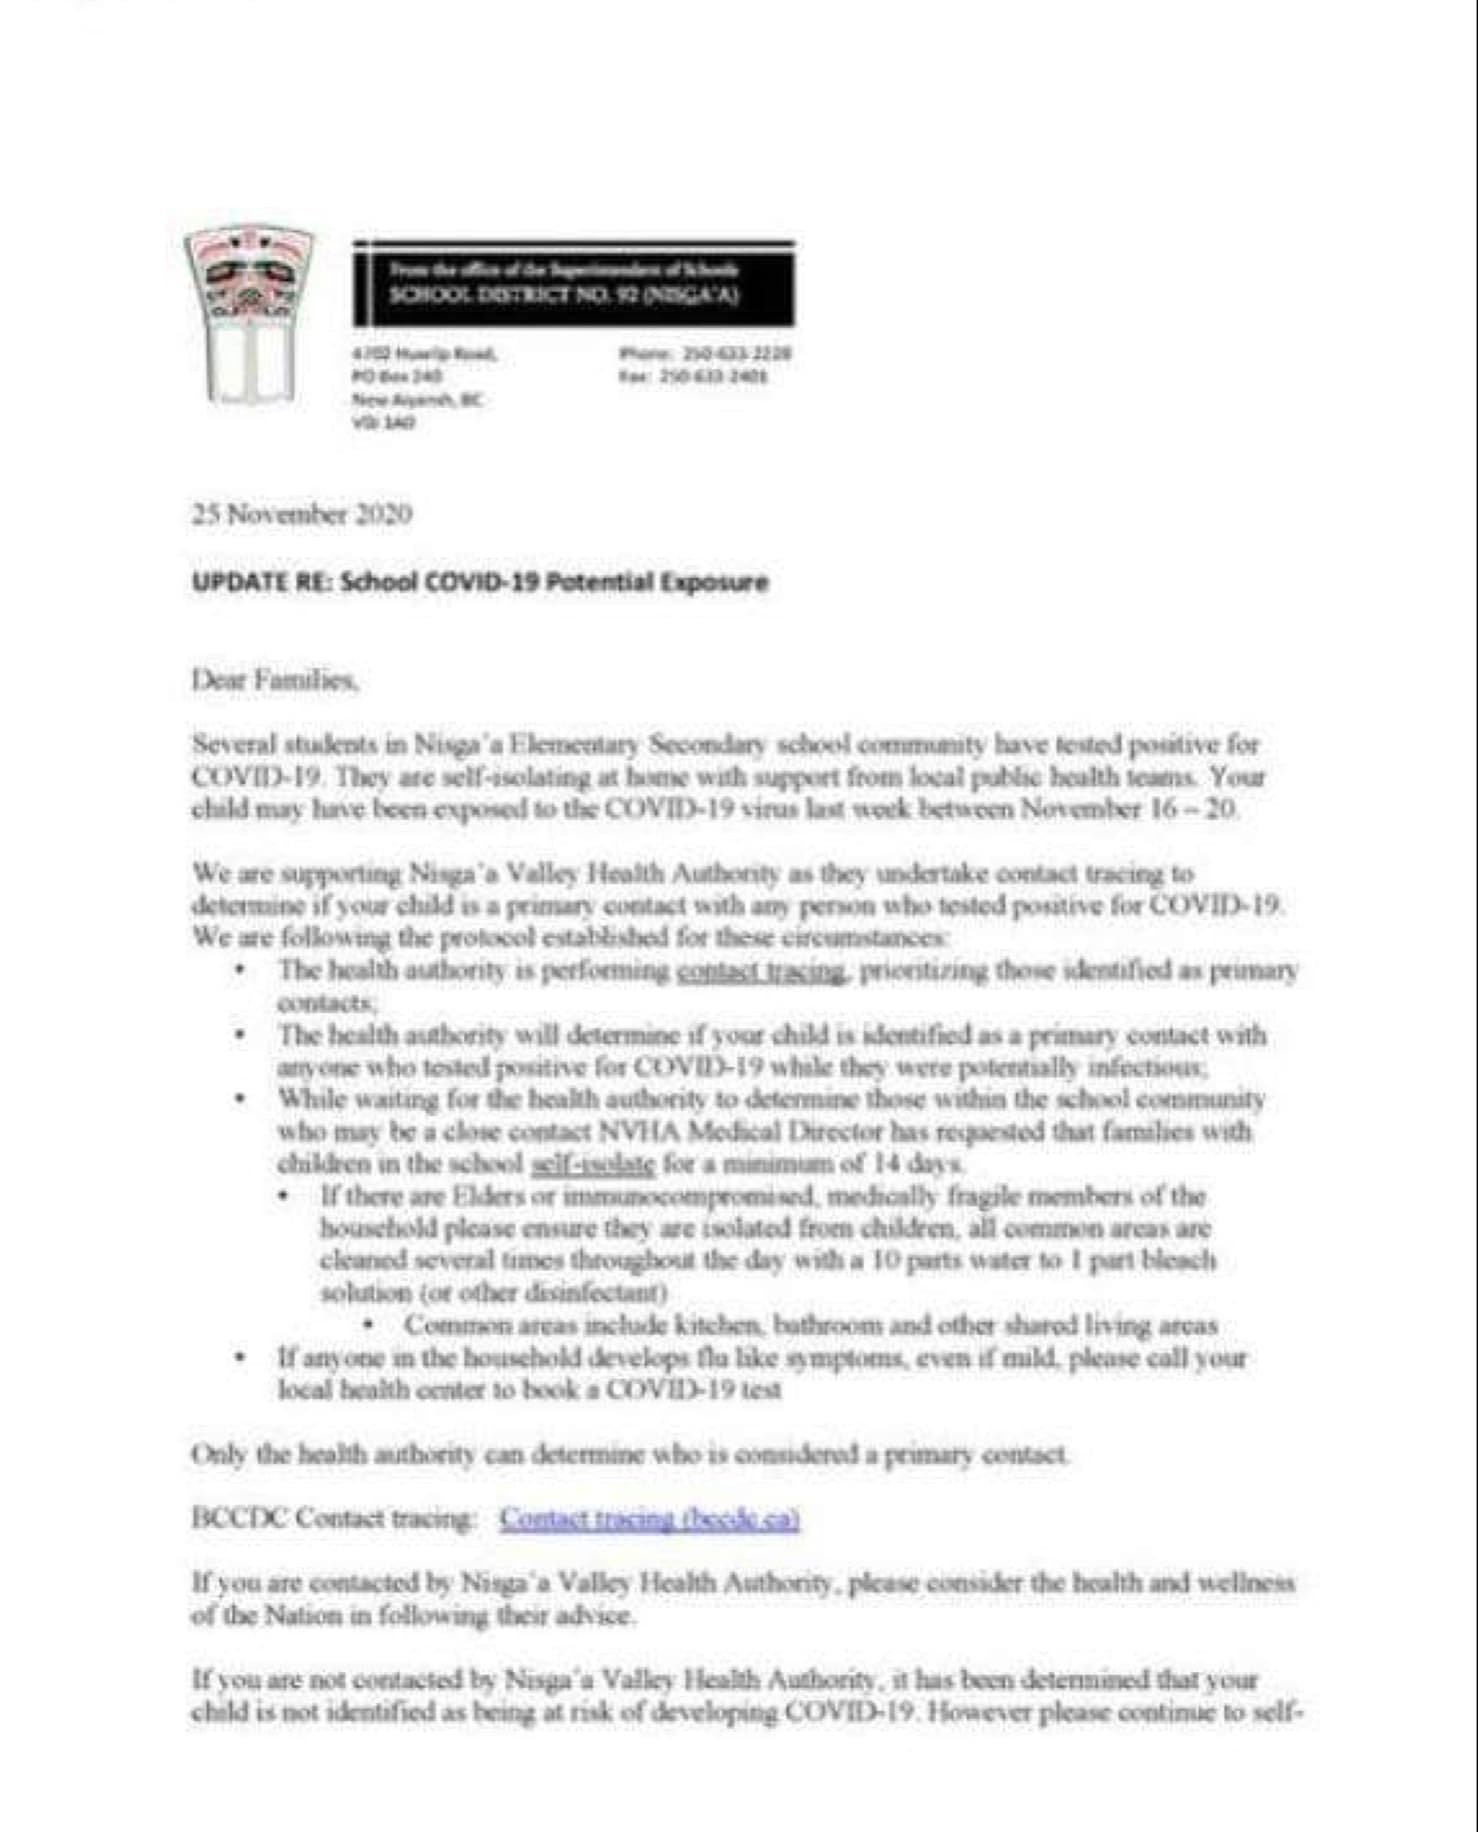 From the office of the Superintendent of Schools
SCHOOL DISTRICT NO. 92 (NISGA'A)
4702 Huwilp Road,
PO Box 240
New Aiyansh, BC
V0J 1A0
Phone: 250-633-2228
Fax: 250-633-2401
25 November 2020
UPDATE RE: School COVID-19 Potential Exposure
Dear Families,
Several students in Nisga'a Elementary Secondary school community have tested positive for
COVID-19. They are self-isolating at home with support from local public health teams. Your
child may have been exposed to the COVID-19 virus last week between November 16 – 20.
We are supporting Nisga'a Valley Health Authority as they undertake contact tracing to
determine if your child is a primary contact with any person who tested positive for COVID-19.
We are following the protocol established for these circumstances:
• The health authority is performing contact tracing, prioritizing those identified as primary
contacts;
• The health authority will determine if your child is identified as a primary contact with
anyone who tested positive for COVID-19 while they were potentially infectious;
• While waiting for the health authority to determine those within the school community
who may be a close contact NVHA Medical Director has requested that families with
children in the school self-isolate for a minimum of 14 days.
• If there are Elders or immunocompromised, medically fragile members of the
household please ensure they are isolated from children, all common areas are
cleaned several times throughout the day with a 10 parts water to 1 part bleach
solution (or other disinfectant)
• Common areas include kitchen, bathroom and other shared living areas
• If anyone in the household develops flu like symptoms, even if mild, please call your
local health center to book a COVID-19 test
Only the health authority can determine who is considered a primary contact.
BCCDC Contact tracing: Contact tracing (bccdc.ca)
If you are contacted by Nisga'a Valley Health Authority, please consider the health and wellness
of the Nation in following their advice.
If you are not contacted by Nisga'a Valley Health Authority, it has been determined that your
child is not identified as being at risk of developing COVID-19. However please continue to self-